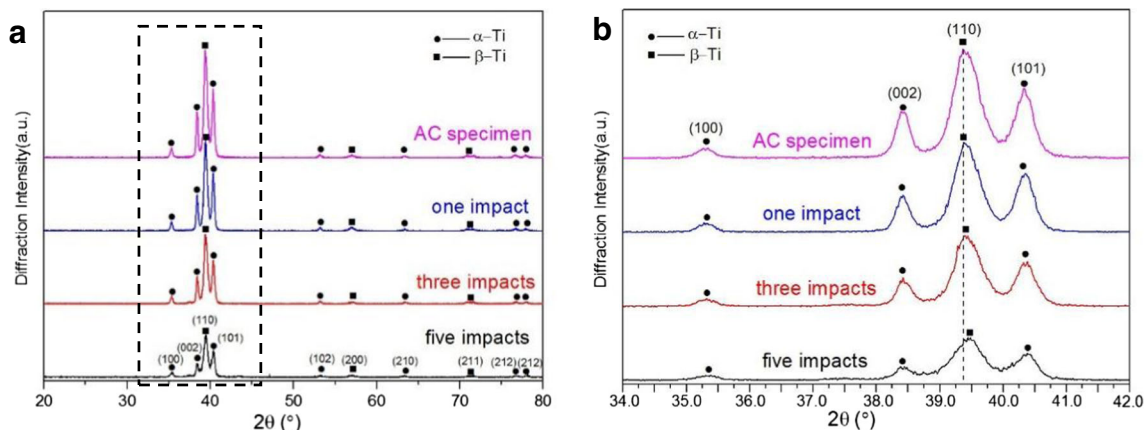 a
α–Ti
β–Ti
Diffraction Intensity(a.u.)
AC specimen
one impact
three impacts
five impacts
(100)
(002)
(110)
(101)
(102)
(200)
(210)
(211)
(212)
(212)
20
30
40
50
60
70
80
2θ (°)
b
α–Ti
β–Ti
Diffraction Intensity(a.u.)
(100)
(002)
(110)
(101)
AC specimen
one impact
three impacts
five impacts
34.0
35.0
36.0
37.0
38.0
39.0
40.0
41.0
42.0
2θ (°)